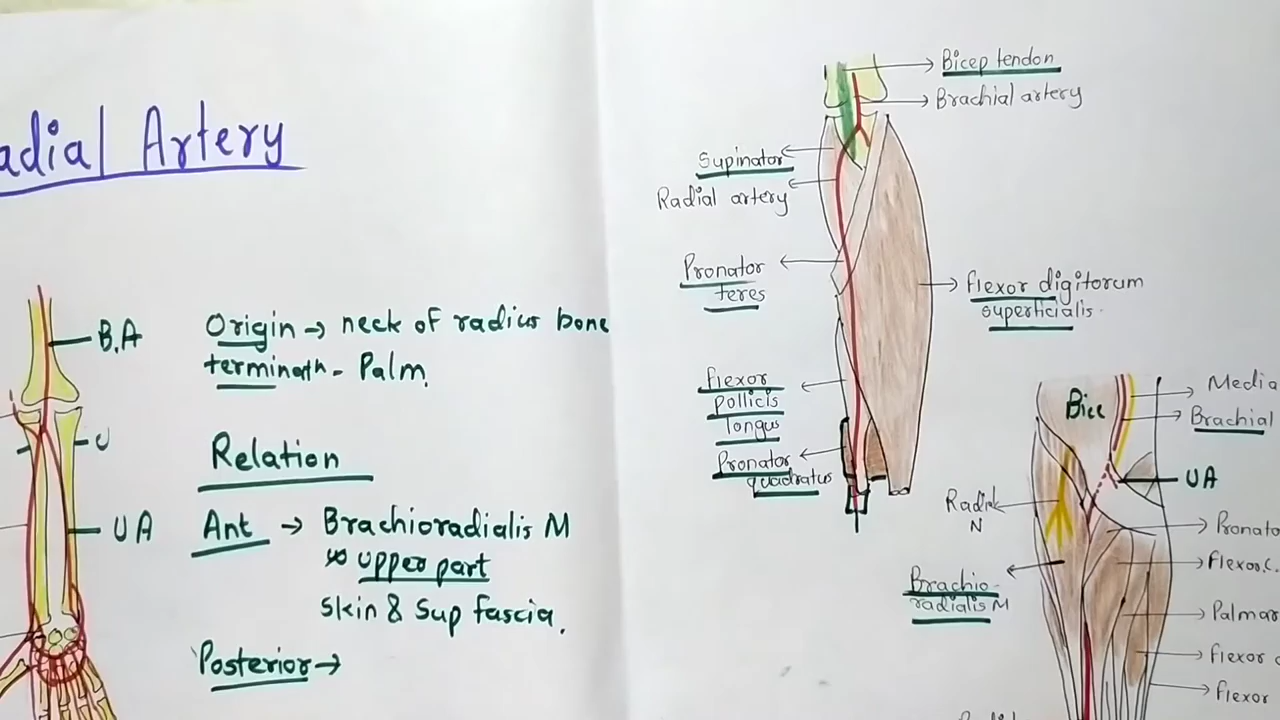 adial Artery
B.A
Origin → neck of radius bone
terminath - Palm.
U
Relation
UA
Ant → Brachioradialis M
upper part
Skin & Sup fascia.
Posterior →
Bicep tendon
Brachial artery
Supinator
Radial artery
Pronator
teres
Flexor digitorum
superficialis.
flexor
pollicis
longus
Pronator
quadratus
Bice
Media
Brachial
UA
Radial
N
Pronato
Flexor.C.
Brachio-
radialis M
Palmar
flexor
Flexor